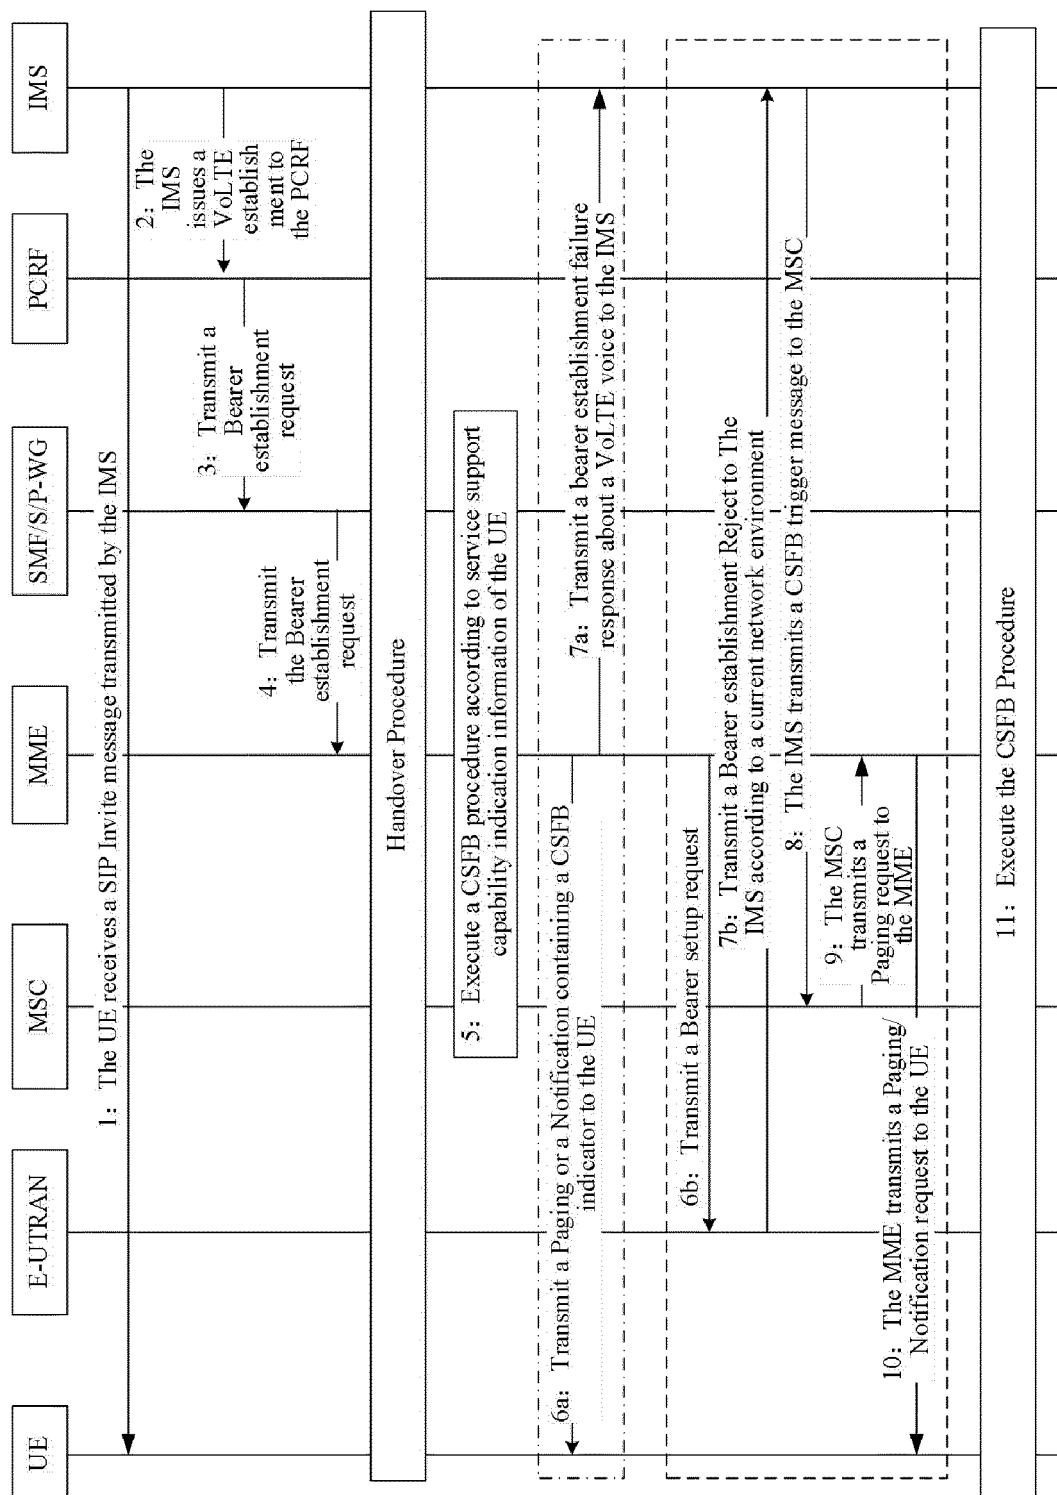 UE
E-UTRAN
MSC
MME
SMF/S/P-WG
PCRF
IMS
1: The UE receives a SIP Invite message transmitted by the IMS
2: The
IMS
issues a
VoLTE
establish
ment to
the PCRF
3: Transmit a
Bearer
establishment
request
4: Transmit
the Bearer
establishment
request
Handover Procedure
5: Execute a CSFB procedure according to service support
capability indication information of the UE
6a: Transmit a Paging or a Notification containing a CSFB
indicator to the UE
7a: Transmit a bearer establishment failure
response about a VoLTE voice to the IMS
6b: Transmit a Bearer setup request
7b: Transmit a Bearer establishment Reject to The
IMS according to a current network environment
8: The IMS transmits a CSFB trigger message to the MSC
9: The MSC
transmits a
Paging request to
the MME
10: The MME transmits a Paging/
Notification request to the UE
11: Execute the CSFB Procedure